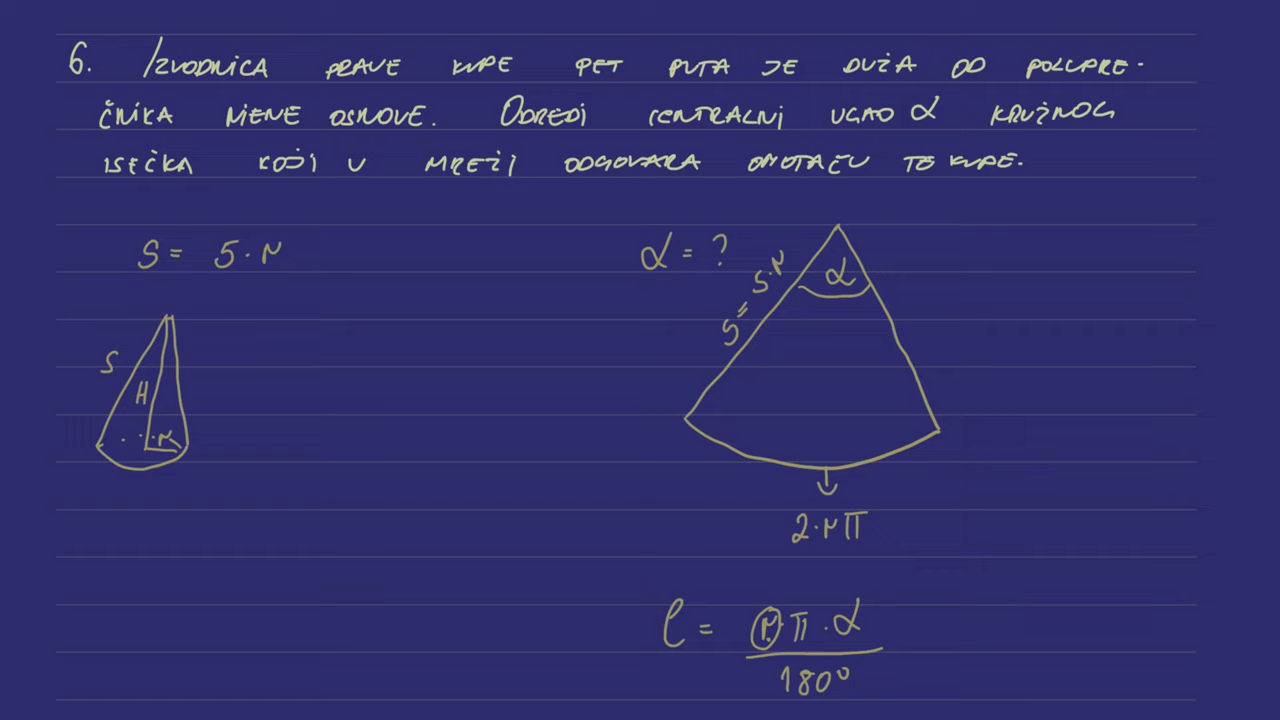 6. IZVODNICA PRAVE KUPE PET PUTA JE DUŽA OD POLUPRE-
ČNIKA NJENE OSNOVE. ODREDI CENTRALNI UGAO α KRUŽNOG
ISEČKA KOJI U MREŽI ODGOVARA OMOTAČU TE KUPE.
s = 5·r
α = ?
s = 5·r
α
s
H
r
2·rπ
l = r·π·α / 180°